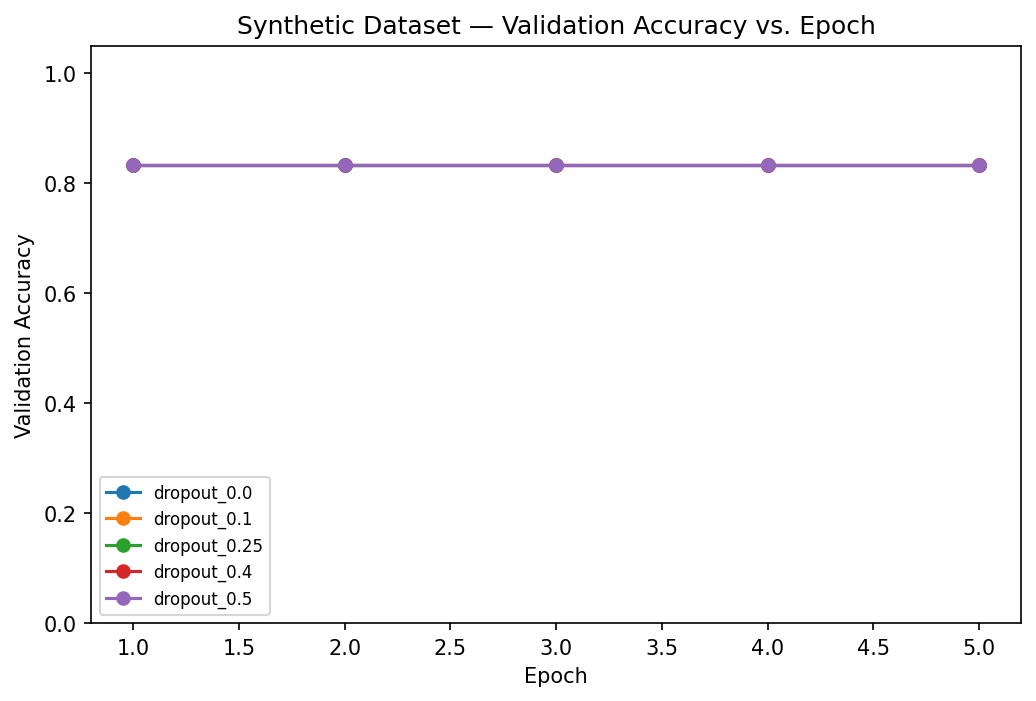 Synthetic Dataset — Validation Accuracy vs. Epoch
Validation Accuracy
1.0
0.8
0.6
0.4
0.2
0.0
dropout_0.0
dropout_0.1
dropout_0.25
dropout_0.4
dropout_0.5
1.0 1.5 2.0 2.5 3.0 3.5 4.0 4.5 5.0
Epoch